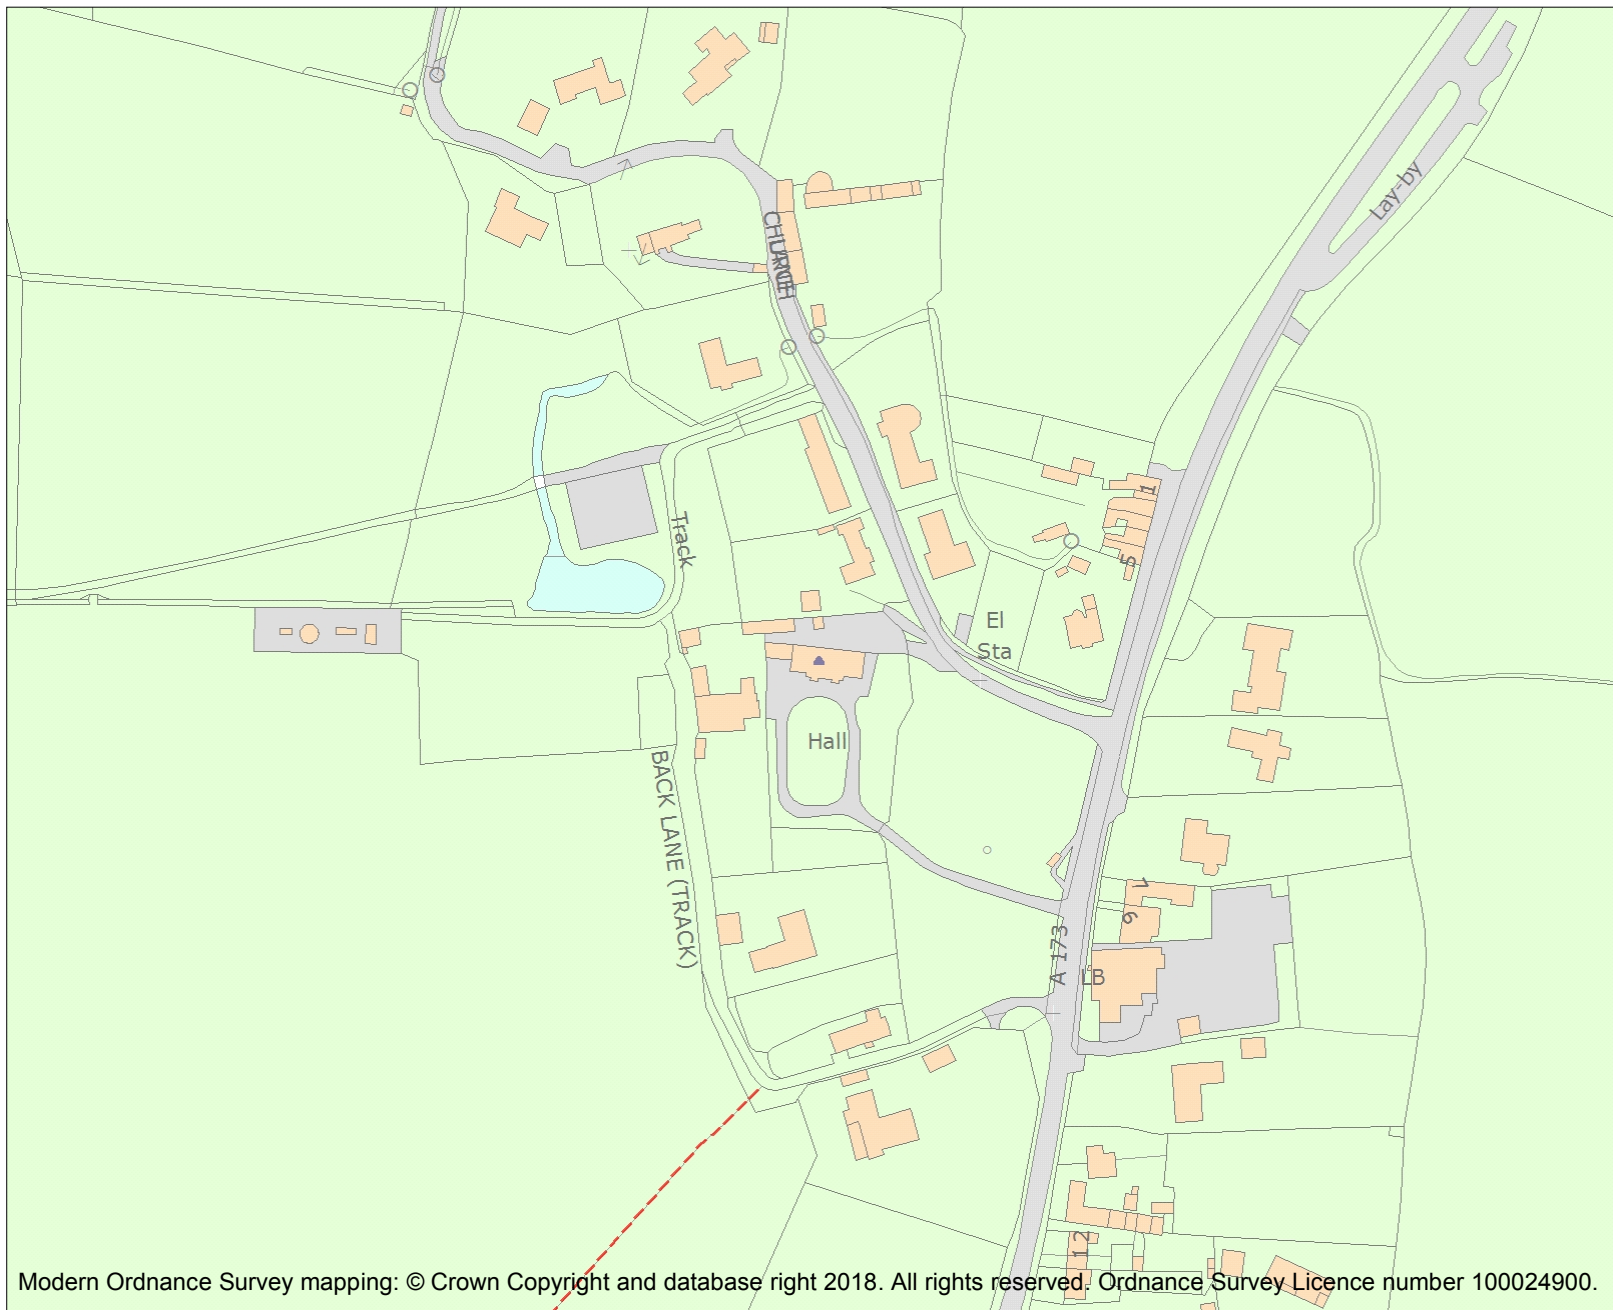 Lay-by
CHURCH
LANE
1
Track
5
El
Sta
Hall
BACK LANE (TRACK)
7
6
A 173
LB
12
Modern Ordnance Survey mapping: © Crown Copyright and database right 2018. All rights reserved. Ordnance Survey Licence number 100024900.